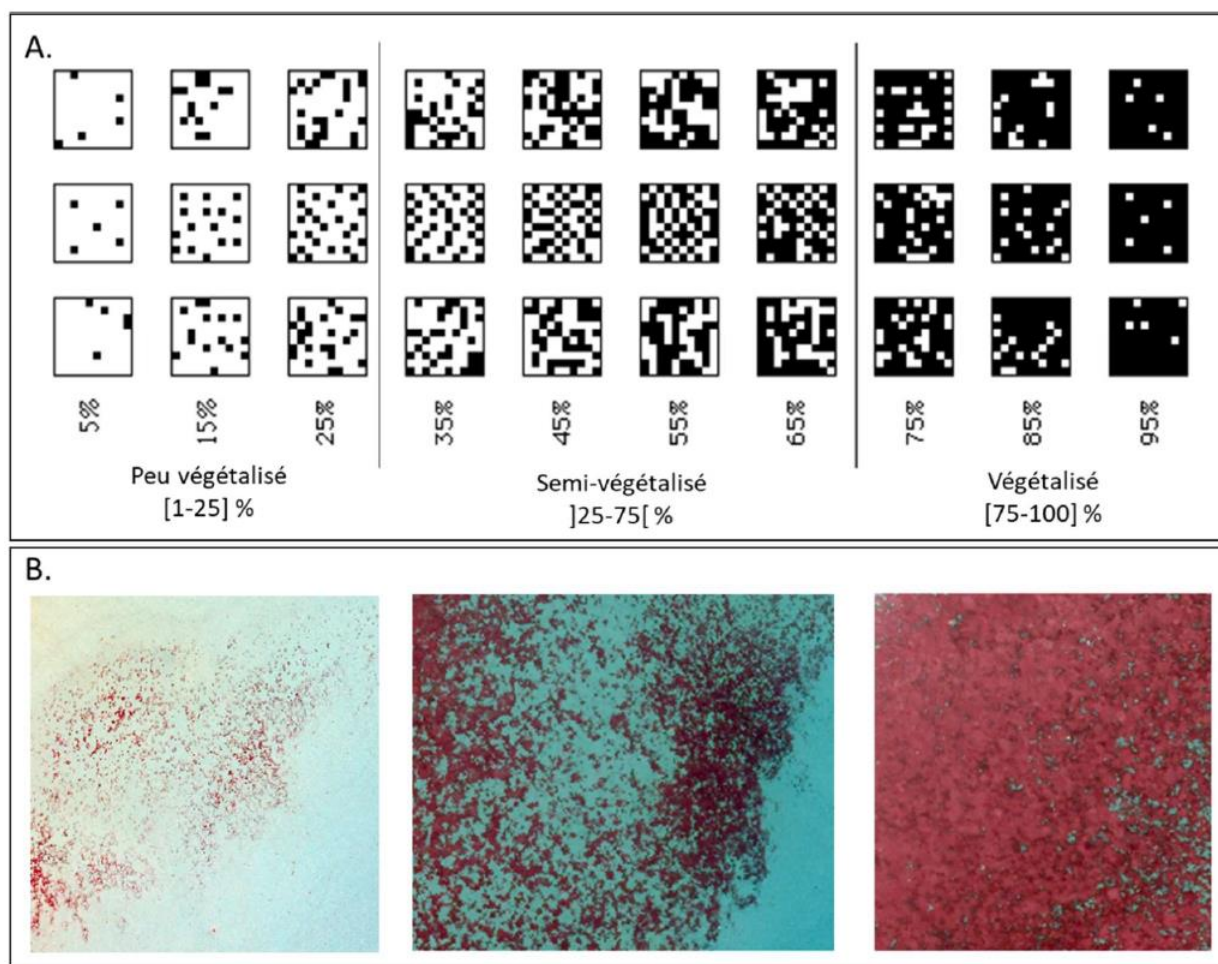 A.
5%
15%
25%
35%
45%
55%
65%
75%
85%
95%
Peu végétalisé
[1-25] %
Semi-végétalisé
]25-75[ %
Végétalisé
[75-100] %
B.